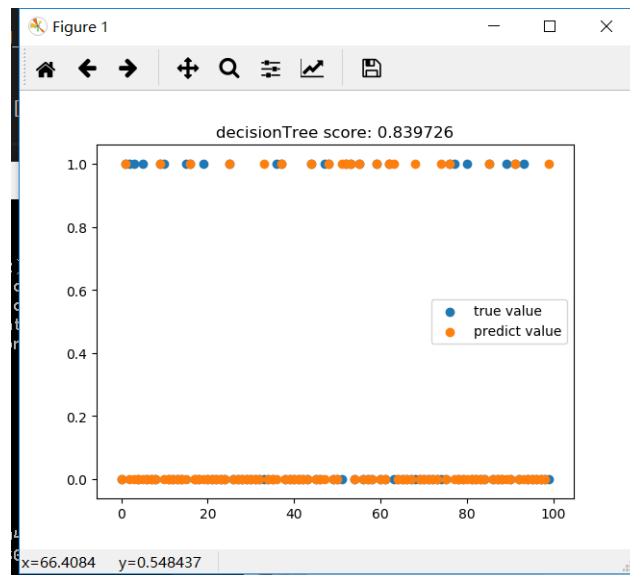 Figure 1
decisionTree score: 0.839726
1.0
0.8
0.6
0.4
0.2
0.0
true value
predict value
0 20 40 60 80 100
x=66.4084 y=0.548437